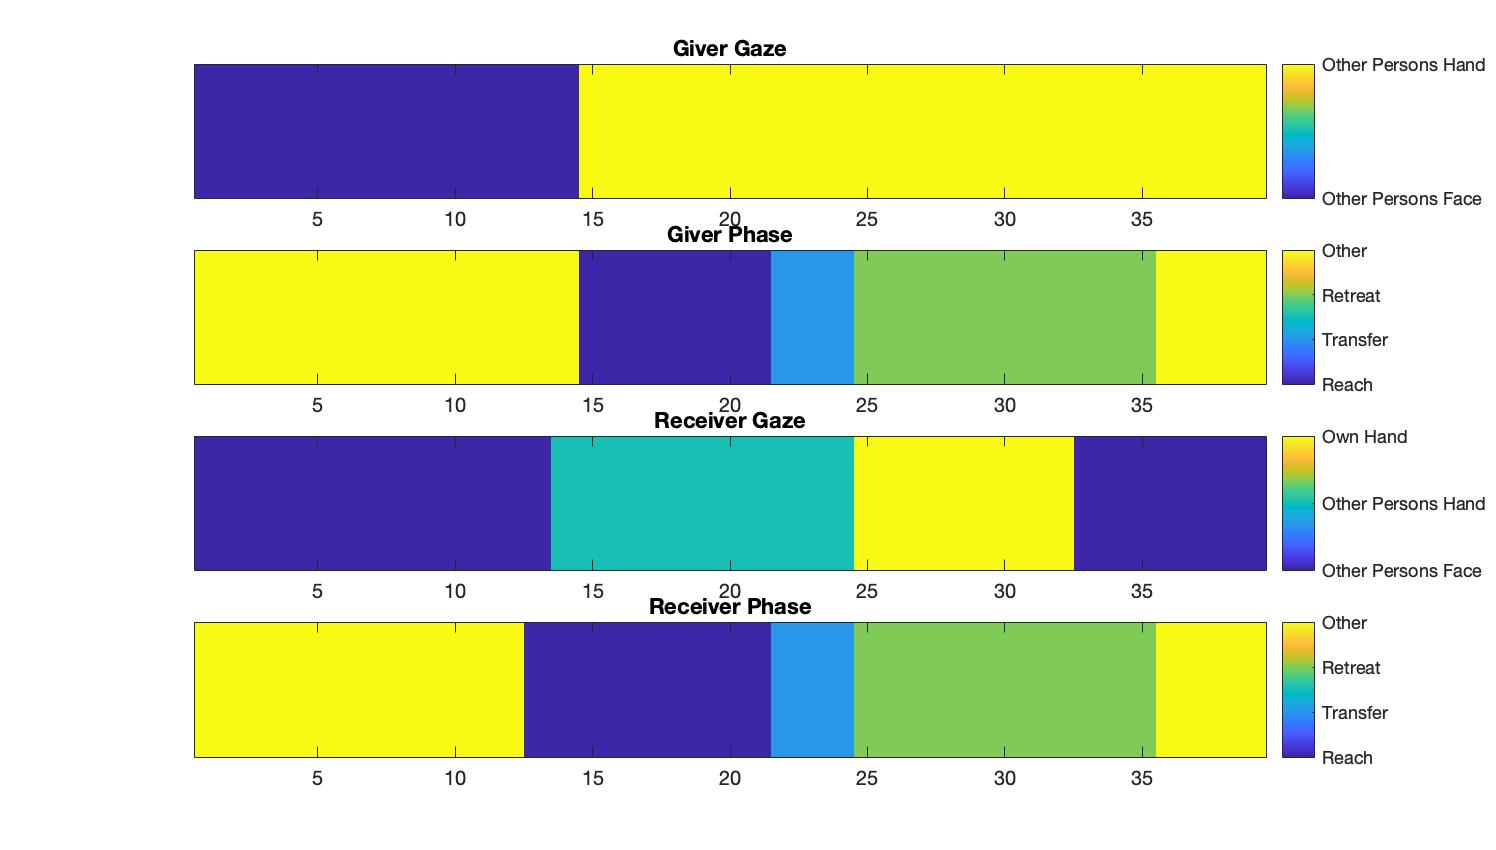 Giver Gaze
Other Persons Hand
Other Persons Face
5 10 15 20 25 30 35
Giver Phase
Other
Retreat
Transfer
Reach
5 10 15 20 25 30 35
Receiver Gaze
Own Hand
Other Persons Hand
Other Persons Face
5 10 15 20 25 30 35
Receiver Phase
Other
Retreat
Transfer
Reach
5 10 15 20 25 30 35